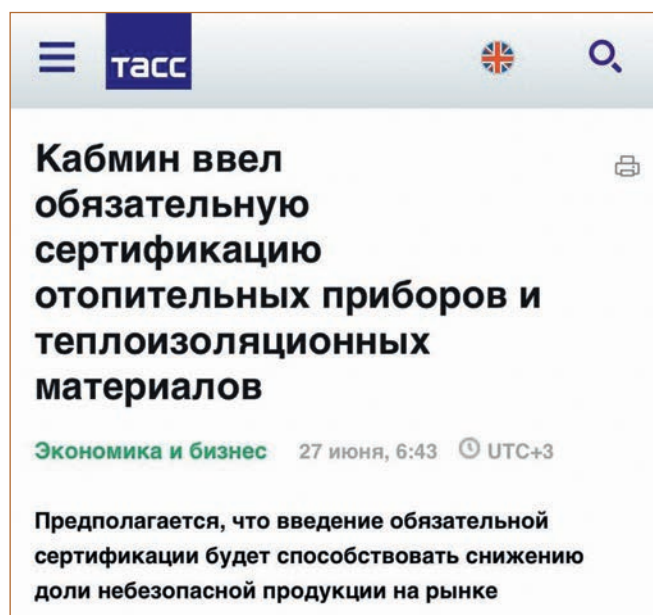 тасс
Кабмин ввел
обязательную
сертификацию
отопительных приборов и
теплоизоляционных
материалов
Экономика и бизнес 27 июня, 6:43 UTC+3
Предполагается, что введение обязательной
сертификации будет способствовать снижению
доли небезопасной продукции на рынке